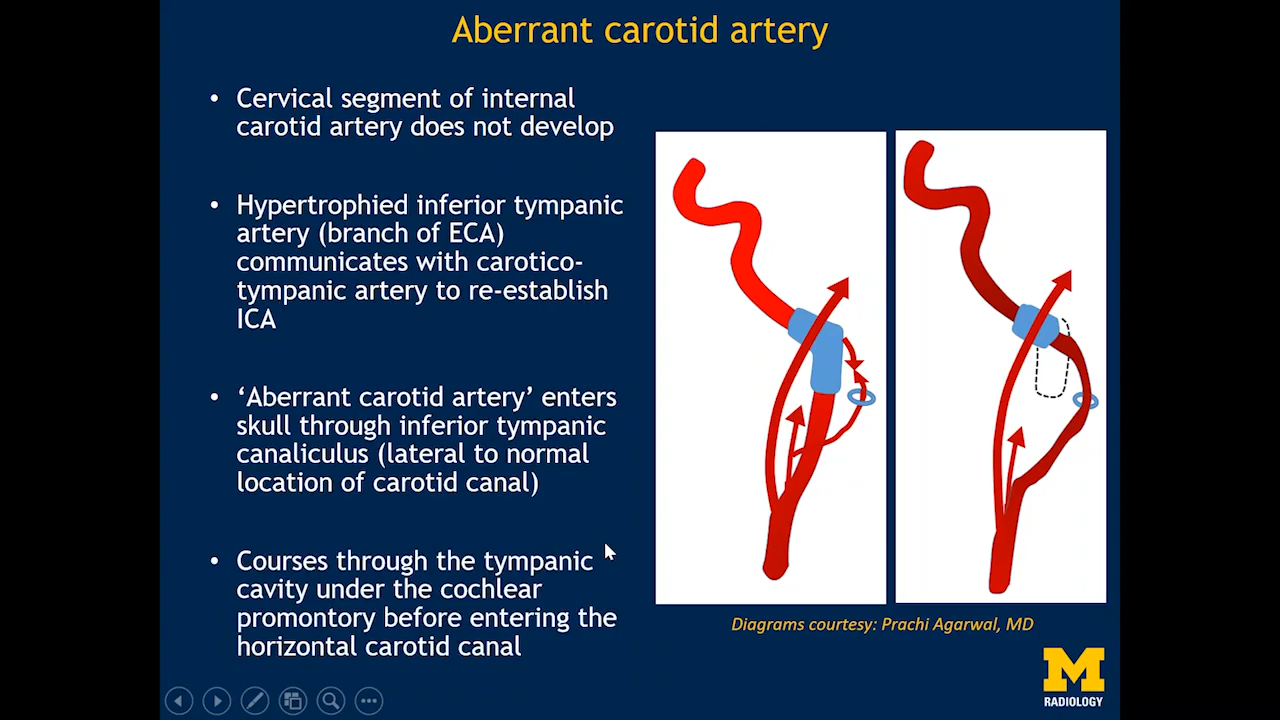 Aberrant carotid artery
• Cervical segment of internal
carotid artery does not develop
• Hypertrophied inferior tympanic
artery (branch of ECA)
communicates with carotico-
tympanic artery to re-establish
ICA
• ‘Aberrant carotid artery’ enters
skull through inferior tympanic
canaliculus (lateral to normal
location of carotid canal)
• Courses through the tympanic
cavity under the cochlear
promontory before entering the
horizontal carotid canal
Diagrams courtesy: Prachi Agarwal, MD
M
RADIOLOGY